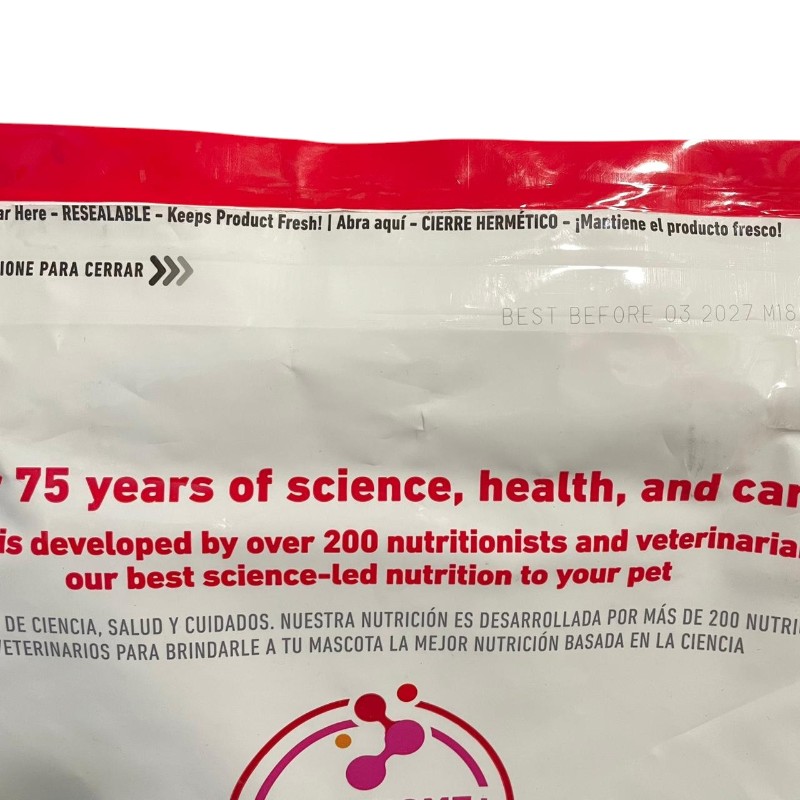 ar Here - RESEALABLE - Keeps Product Fresh! | Abra aquí - CIERRE HERMÉTICO - ¡Mantiene el producto fresco!
IONE PARA CERRAR
BEST BEFORE 03 2027 M18
75 years of science, health, and car
is developed by over 200 nutritionists and veterinaria
our best science-led nutrition to your pet
DE CIENCIA, SALUD Y CUIDADOS. NUESTRA NUTRICIÓN ES DESARROLLADA POR MÁS DE 200 NUTRI
VETERINARIOS PARA BRINDARLE A TU MASCOTA LA MEJOR NUTRICIÓN BASADA EN LA CIENCIA